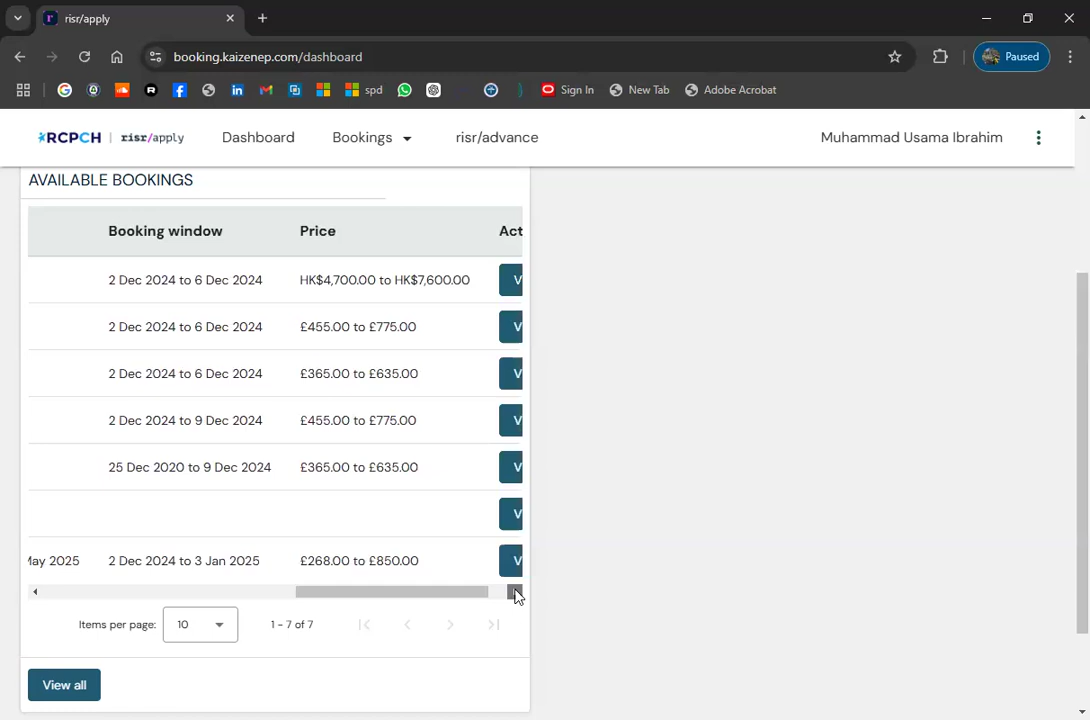 risr/apply
booking.kaizenep.com/dashboard
Paused
spd
Sign In
New Tab
Adobe Acrobat
RCPCH | risr/apply
Dashboard
Bookings
risr/advance
Muhammad Usama Ibrahim
AVAILABLE BOOKINGS
Booking window Price Act
2 Dec 2024 to 6 Dec 2024 HK$4,700.00 to HK$7,600.00 V
2 Dec 2024 to 6 Dec 2024 £455.00 to £775.00 V
2 Dec 2024 to 6 Dec 2024 £365.00 to £635.00 V
2 Dec 2024 to 9 Dec 2024 £455.00 to £775.00 V
25 Dec 2020 to 9 Dec 2024 £365.00 to £635.00 V
V
May 2025 2 Dec 2024 to 3 Jan 2025 £268.00 to £850.00 V
Items per page: 10 1 - 7 of 7
View all